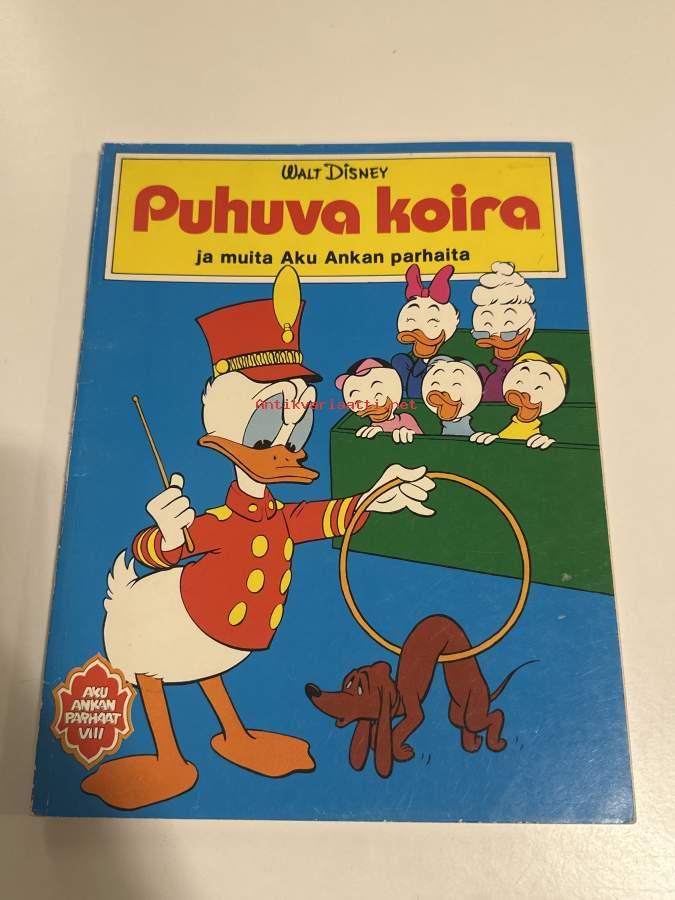 WALT DISNEY
Puhuva koira
ja muita Aku Ankan parhaita
Antikvariaatti.net
AKU
ANKAN
PARHAAT
VIII